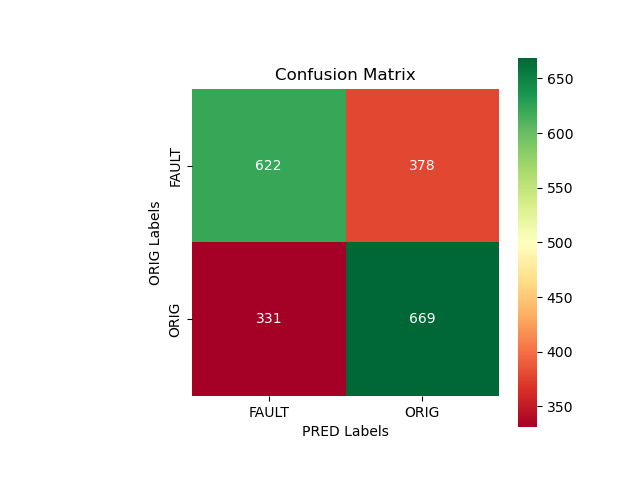 Confusion Matrix
ORIG Labels
FAULT
ORIG
622
378
331
669
FAULT
ORIG
PRED Labels
650
600
550
500
450
400
350